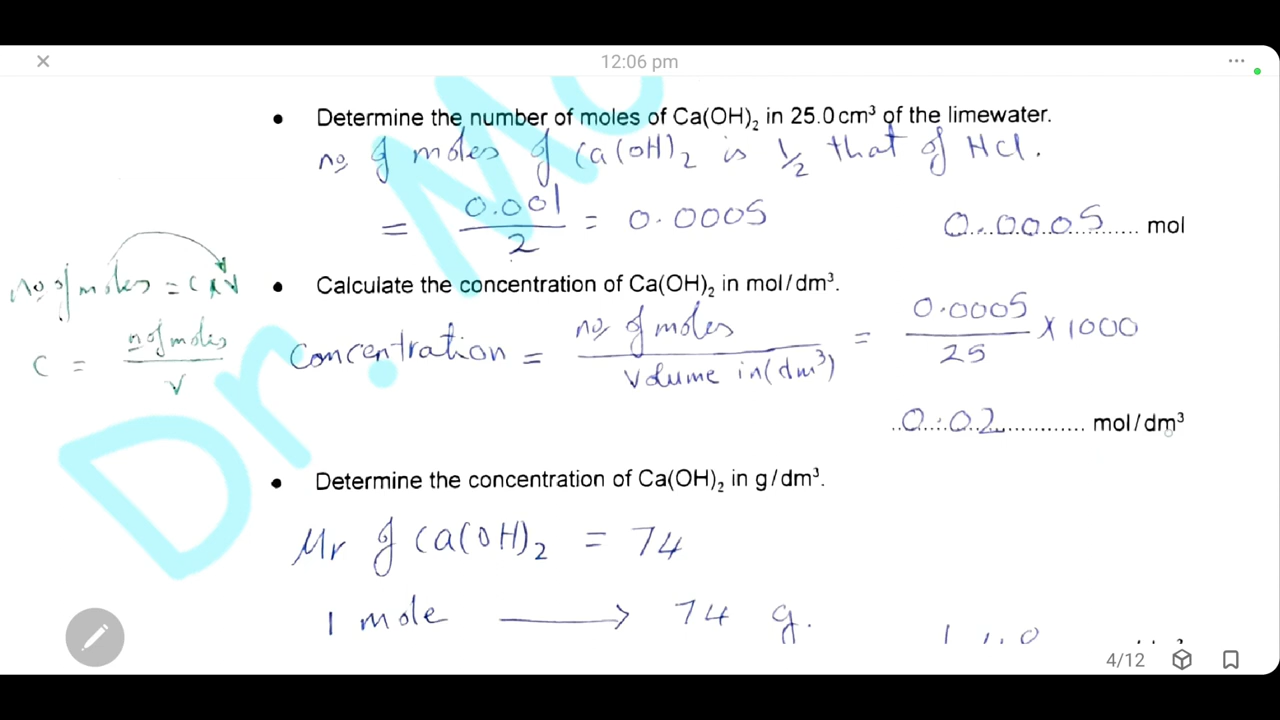 12:06 pm
• Determine the number of moles of Ca(OH)₂ in 25.0 cm³ of the limewater.
no. of moles of Ca(OH)₂ is 1/2 that of HCl.
= 0.001 / 2 = 0.0005
0.0005 mol
no. of moles = C x V
• Calculate the concentration of Ca(OH)₂ in mol/dm³.
C = n of moles / V
Concentration = no. of moles / Volume in (dm³) = 0.0005 / 25 × 1000
0.02 mol/dm³
• Determine the concentration of Ca(OH)₂ in g/dm³.
Mr of Ca(OH)₂ = 74
1 mole → 74 g.
4/12
Dr.